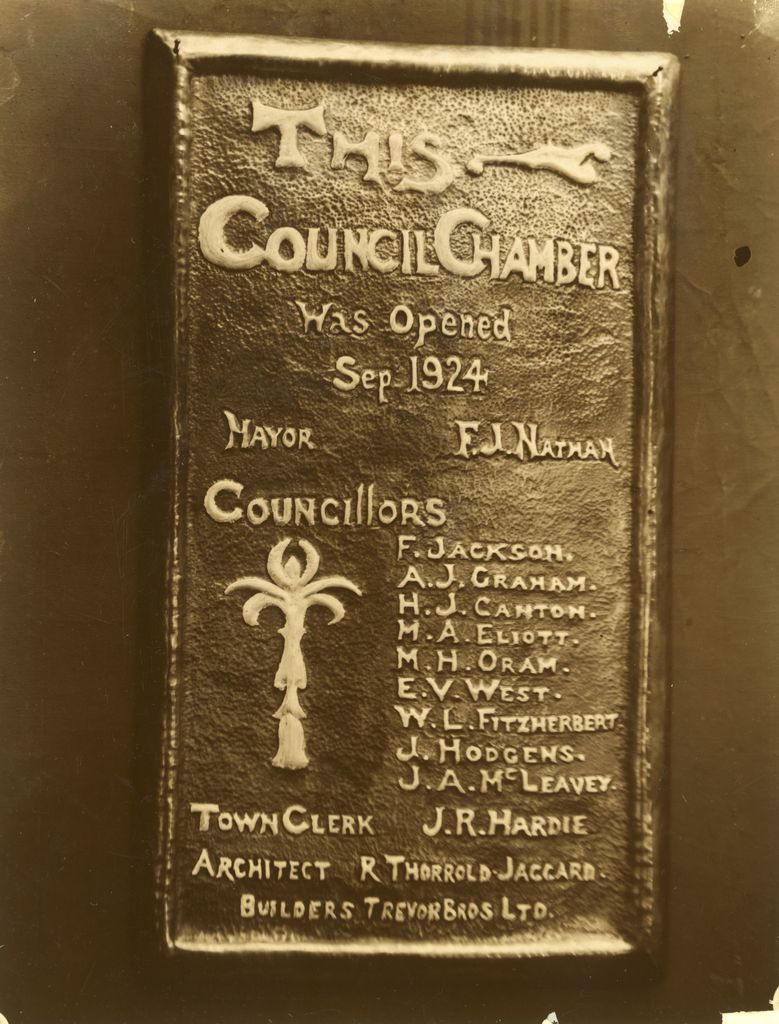 THIS
COUNCIL CHAMBER
Was Opened
Sep 1924
MAYOR F.J. NATHAN
COUNCILLORS
F. JACKSON.
A.J. GRAHAM.
H.J. CANTON.
M.A. ELIOTT.
M.H. ORAM.
E.V. WEST.
W.L. FITZHERBERT.
J. HODGENS.
J.A. McLEAVEY.
TOWN CLERK J.R. HARDIE
ARCHITECT R THORROLD-JAGGARD.
BUILDERS TREVOR BROS LTD.